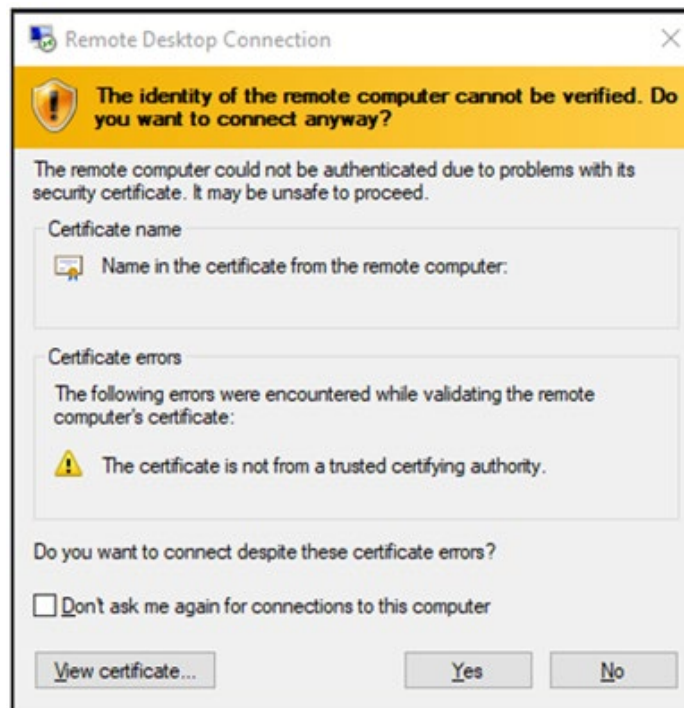 Remote Desktop Connection
The identity of the remote computer cannot be verified. Do
you want to connect anyway?
The remote computer could not be authenticated due to problems with its
security certificate. It may be unsafe to proceed.
Certificate name
Name in the certificate from the remote computer:
Certificate errors
The following errors were encountered while validating the remote
computer's certificate:
The certificate is not from a trusted certifying authority.
Do you want to connect despite these certificate errors?
Don't ask me again for connections to this computer
View certificate...
Yes
No